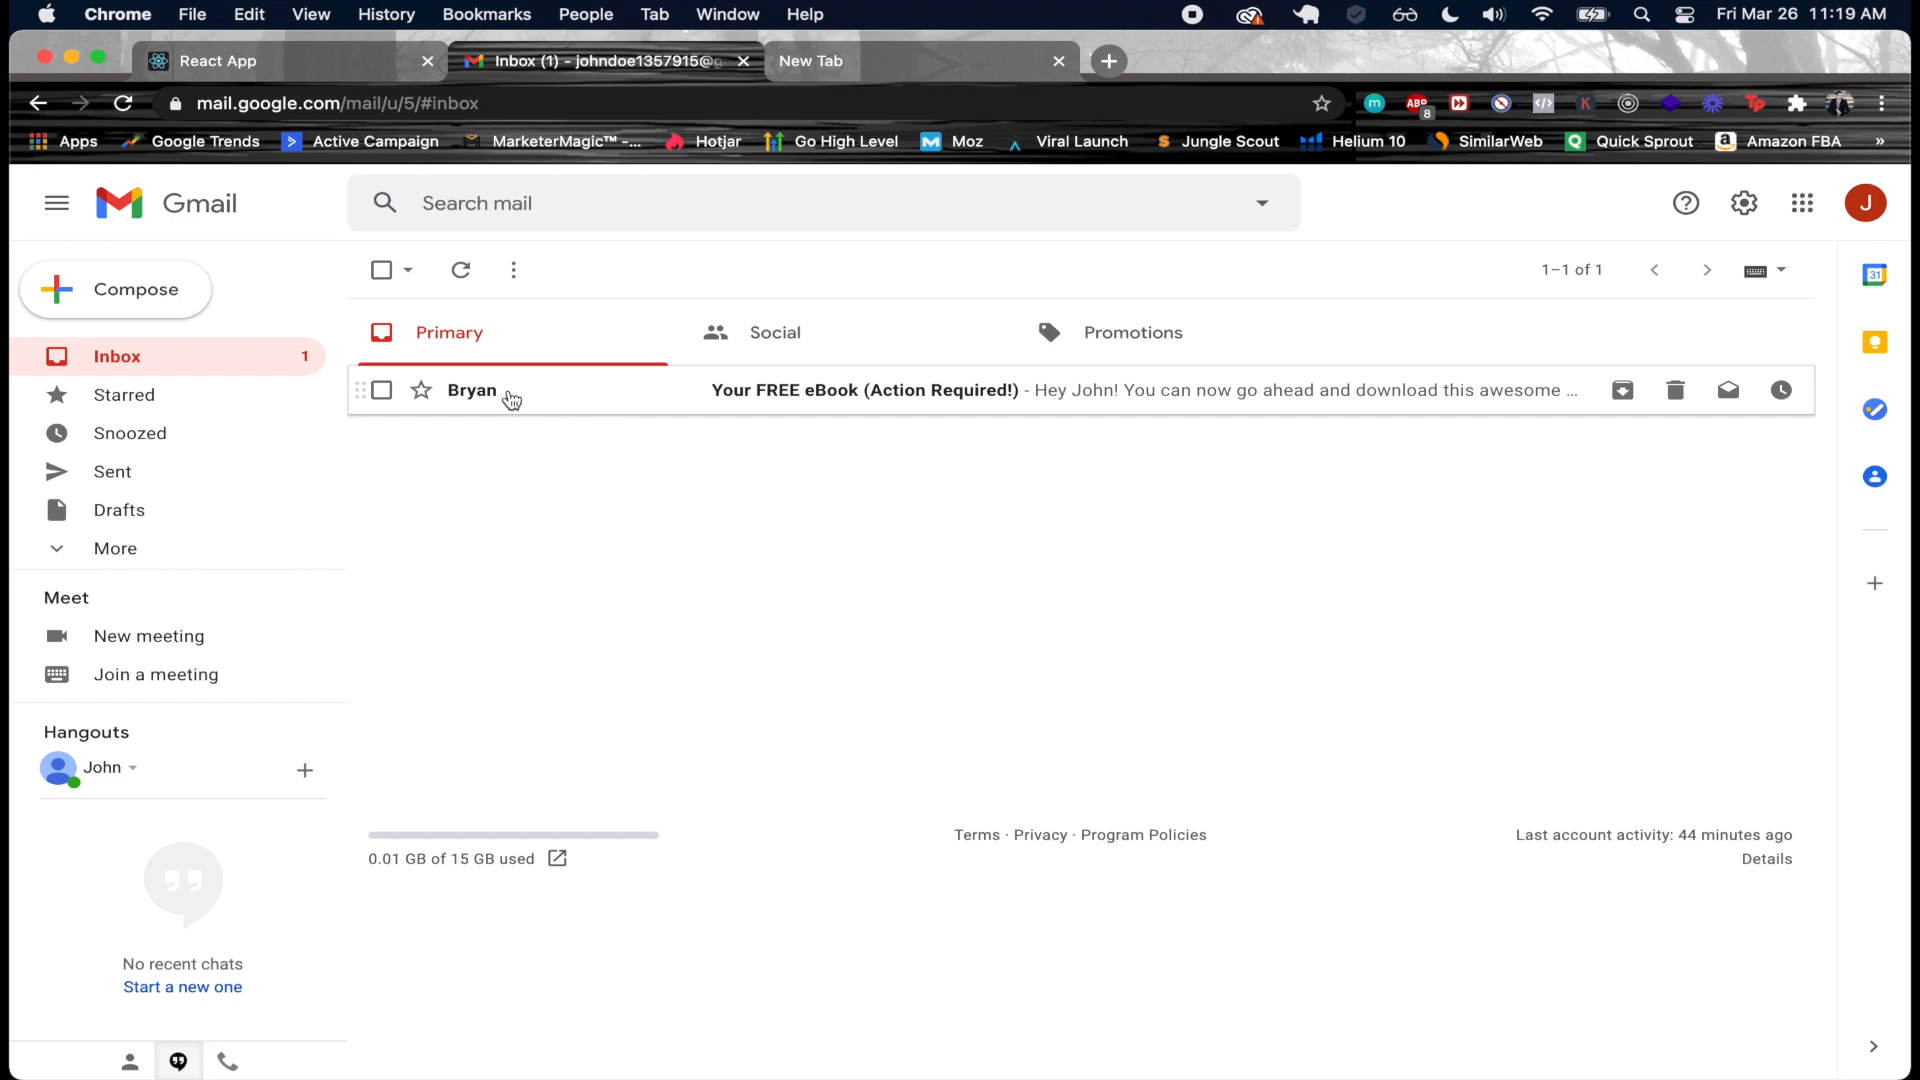 Chrome File Edit View History Bookmarks People Tab Window Help Fri Mar 26 11:19 AM
React App Inbox (1) - johndoe1357915@g New Tab
mail.google.com/mail/u/5/#inbox ABP 8 m K Tp
Apps Google Trends Active Campaign MarketerMagic™ -... Hotjar Go High Level Moz Viral Launch Jungle Scout Helium 10 SimilarWeb Quick Sprout Amazon FBA »
Gmail Search mail J
Compose 1–1 of 1 31
Primary Social Promotions
Inbox 1
Bryan Your FREE eBook (Action Required!) - Hey John! You can now go ahead and download this awesome ...
Starred
Snoozed
Sent
Drafts
More
Meet
New meeting
Join a meeting
Hangouts
John
No recent chats
Start a new one
0.01 GB of 15 GB used
Terms · Privacy · Program Policies
Last account activity: 44 minutes ago
Details